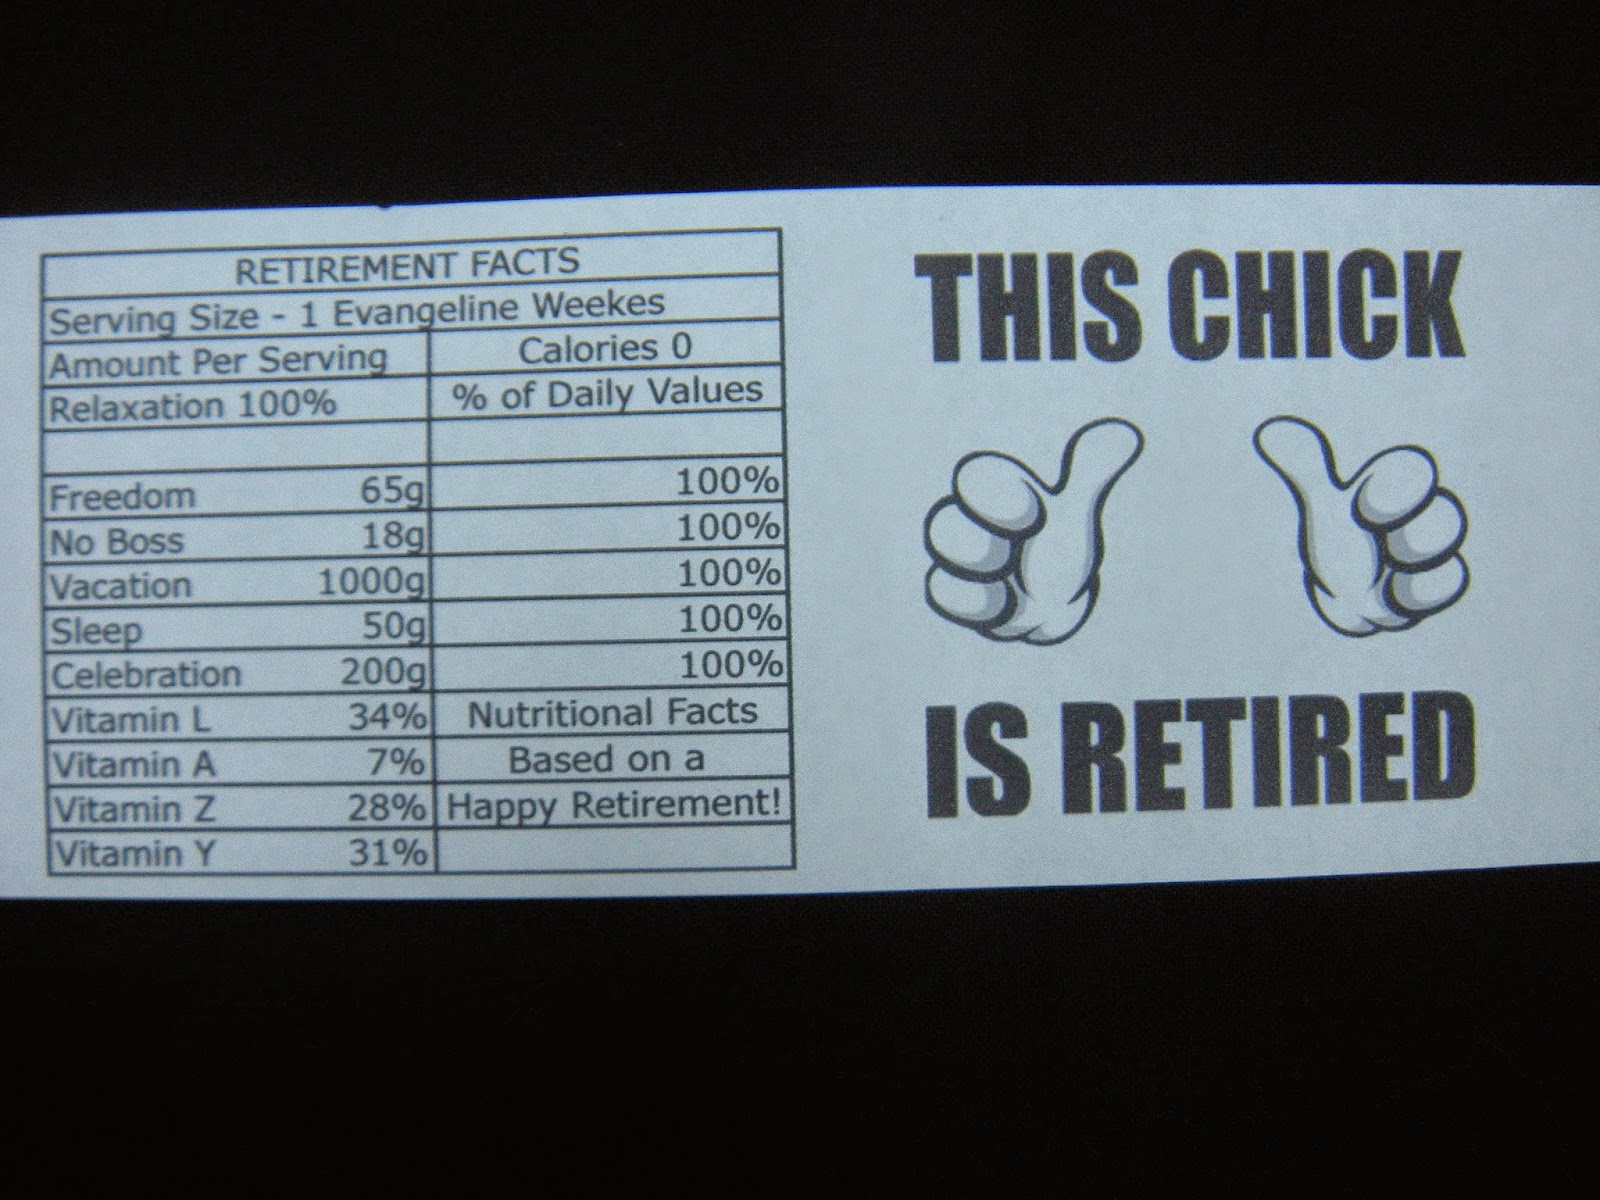 RETIREMENT FACTS
Serving Size - 1 Evangeline Weekes
Amount Per Serving Calories 0
Relaxation 100% % of Daily Values
Freedom 65g 100%
No Boss 18g 100%
Vacation 1000g 100%
Sleep 50g 100%
Celebration 200g 100%
Vitamin L 34% Nutritional Facts
Vitamin A 7% Based on a
Vitamin Z 28% Happy Retirement!
Vitamin Y 31%
THIS CHICK
IS RETIRED